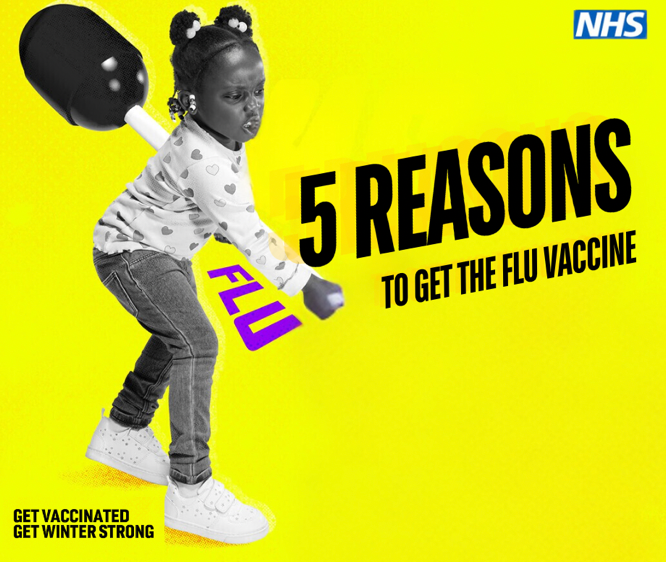 NHS
5 REASONS
TO GET THE FLU VACCINE
FLU
GET VACCINATED
GET WINTER STRONG